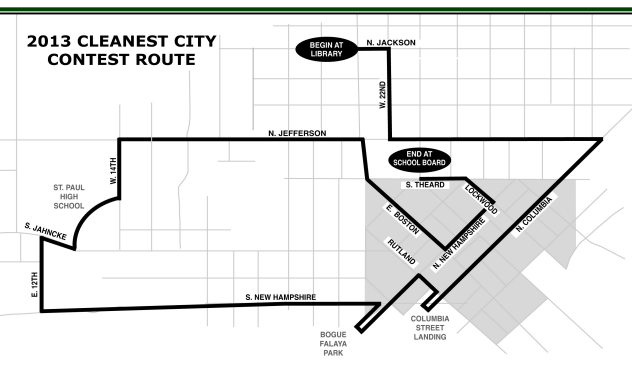 2013 CLEANEST CITY
CONTEST ROUTE
BEGIN AT
LIBRARY
N. JACKSON
W. 22ND
N. JEFFERSON
END AT
SCHOOL BOARD
W. 14TH
S. THEARD
LOCKWOOD
ST. PAUL
HIGH
SCHOOL
E. BOSTON
N. COLUMBIA
S. JAHNCKE
RUTLAND
N. NEW HAMPSHIRE
E. 12TH
S. NEW HAMPSHIRE
COLUMBIA
STREET
LANDING
BOGUE
FALAYA
PARK